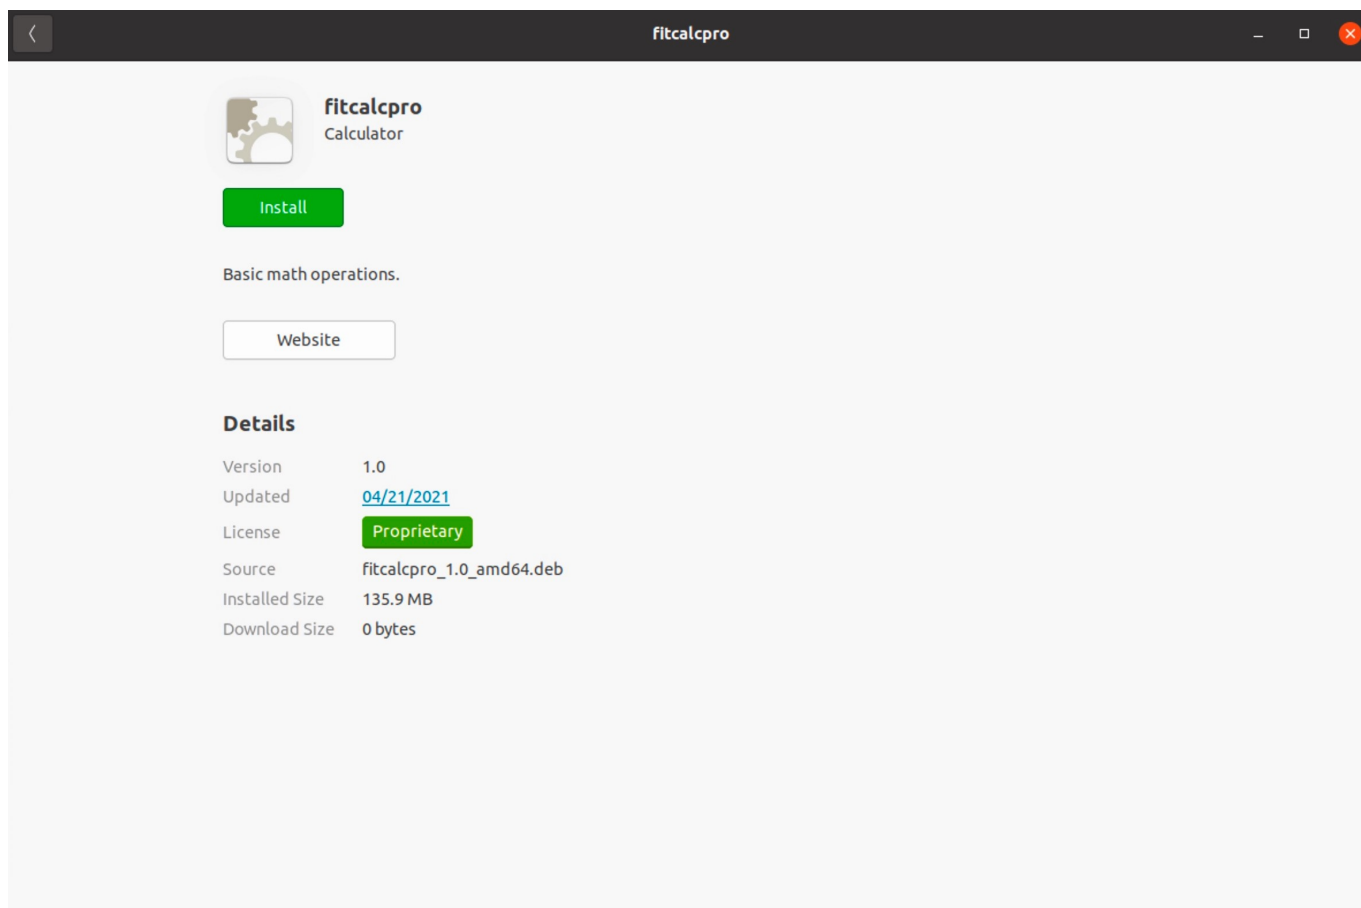 fitcalcpro
fitcalcpro
Calculator
Install
Basic math operations.
Website
Details
Version 1.0
Updated 04/21/2021
License Proprietary
Source fitcalcpro_1.0_amd64.deb
Installed Size 135.9 MB
Download Size 0 bytes